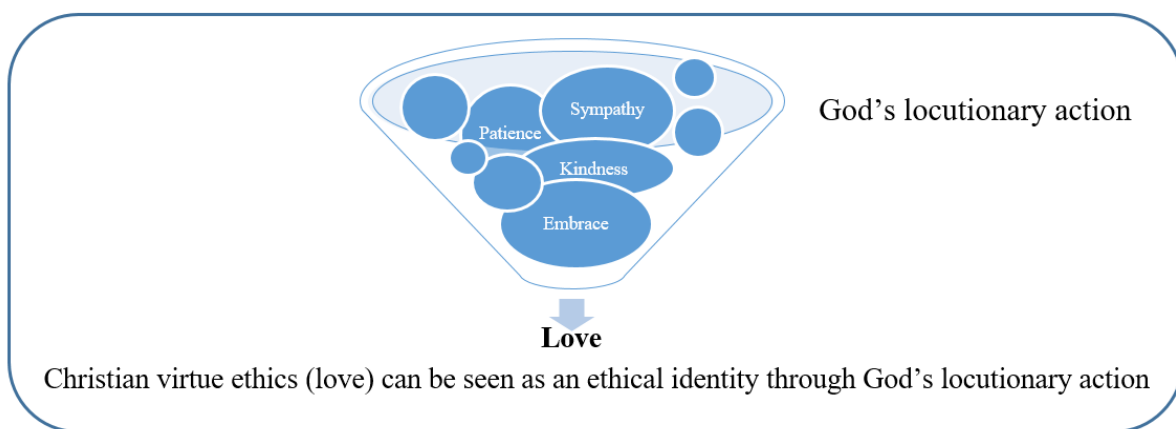 Sympathy
God's locutionary action
Patience
Kindness
Embrace
Love
Christian virtue ethics (love) can be seen as an ethical identity through God's locutionary action